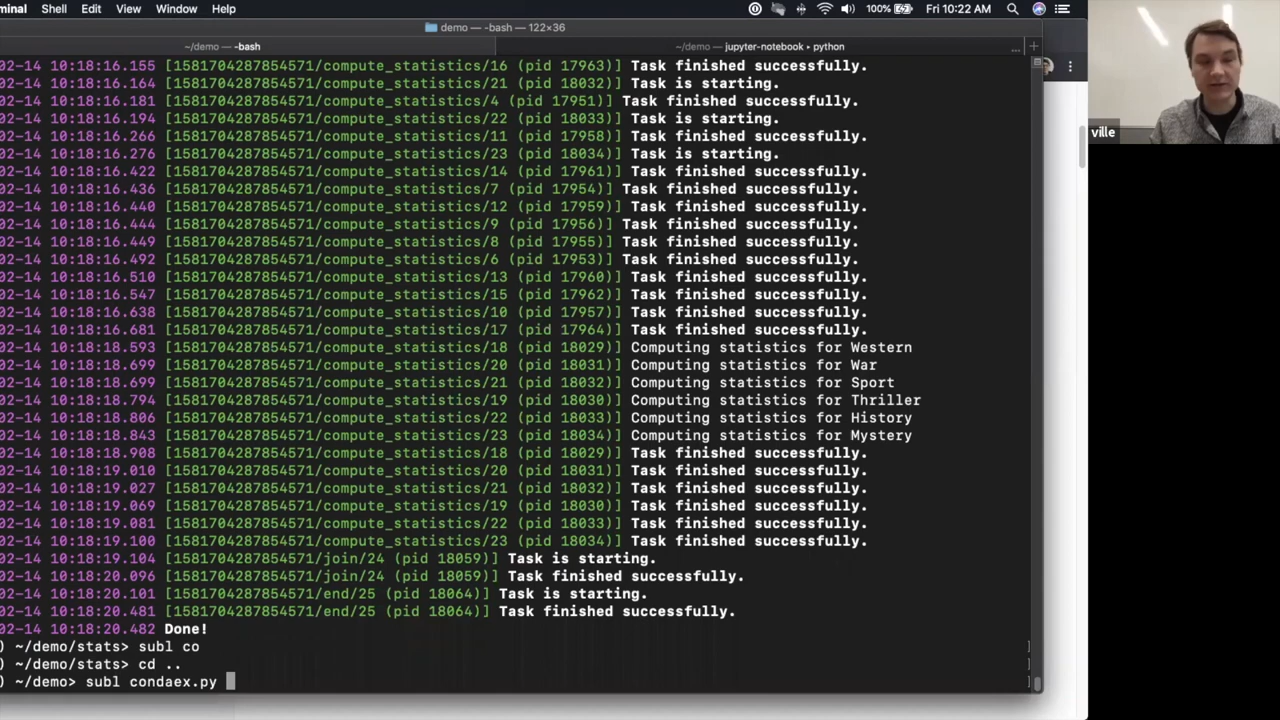 minal Shell Edit View Window Help 100% Fri 10:22 AM
demo — -bash — 122×36
~/demo — -bash ~/demo — jupyter-notebook ▸ python ... +
02-14 10:18:16.155 [1581704287854571/compute_statistics/16 (pid 17963)] Task finished successfully.
02-14 10:18:16.164 [1581704287854571/compute_statistics/21 (pid 18032)] Task is starting.
02-14 10:18:16.181 [1581704287854571/compute_statistics/4 (pid 17951)] Task finished successfully.
02-14 10:18:16.194 [1581704287854571/compute_statistics/22 (pid 18033)] Task is starting.
02-14 10:18:16.266 [1581704287854571/compute_statistics/11 (pid 17958)] Task finished successfully.
02-14 10:18:16.276 [1581704287854571/compute_statistics/23 (pid 18034)] Task is starting.
02-14 10:18:16.422 [1581704287854571/compute_statistics/14 (pid 17961)] Task finished successfully.
02-14 10:18:16.436 [1581704287854571/compute_statistics/7 (pid 17954)] Task finished successfully.
02-14 10:18:16.440 [1581704287854571/compute_statistics/12 (pid 17959)] Task finished successfully.
02-14 10:18:16.444 [1581704287854571/compute_statistics/9 (pid 17956)] Task finished successfully.
02-14 10:18:16.449 [1581704287854571/compute_statistics/8 (pid 17955)] Task finished successfully.
02-14 10:18:16.492 [1581704287854571/compute_statistics/6 (pid 17953)] Task finished successfully.
02-14 10:18:16.510 [1581704287854571/compute_statistics/13 (pid 17960)] Task finished successfully.
02-14 10:18:16.547 [1581704287854571/compute_statistics/15 (pid 17962)] Task finished successfully.
02-14 10:18:16.638 [1581704287854571/compute_statistics/10 (pid 17957)] Task finished successfully.
02-14 10:18:16.681 [1581704287854571/compute_statistics/17 (pid 17964)] Task finished successfully.
02-14 10:18:18.593 [1581704287854571/compute_statistics/18 (pid 18029)] Computing statistics for Western
02-14 10:18:18.699 [1581704287854571/compute_statistics/20 (pid 18031)] Computing statistics for War
02-14 10:18:18.699 [1581704287854571/compute_statistics/21 (pid 18032)] Computing statistics for Sport
02-14 10:18:18.794 [1581704287854571/compute_statistics/19 (pid 18030)] Computing statistics for Thriller
02-14 10:18:18.806 [1581704287854571/compute_statistics/22 (pid 18033)] Computing statistics for History
02-14 10:18:18.843 [1581704287854571/compute_statistics/23 (pid 18034)] Computing statistics for Mystery
02-14 10:18:18.908 [1581704287854571/compute_statistics/18 (pid 18029)] Task finished successfully.
02-14 10:18:19.010 [1581704287854571/compute_statistics/20 (pid 18031)] Task finished successfully.
02-14 10:18:19.027 [1581704287854571/compute_statistics/21 (pid 18032)] Task finished successfully.
02-14 10:18:19.069 [1581704287854571/compute_statistics/19 (pid 18030)] Task finished successfully.
02-14 10:18:19.081 [1581704287854571/compute_statistics/22 (pid 18033)] Task finished successfully.
02-14 10:18:19.100 [1581704287854571/compute_statistics/23 (pid 18034)] Task finished successfully.
02-14 10:18:19.104 [1581704287854571/join/24 (pid 18059)] Task is starting.
02-14 10:18:20.096 [1581704287854571/join/24 (pid 18059)] Task finished successfully.
02-14 10:18:20.101 [1581704287854571/end/25 (pid 18064)] Task is starting.
02-14 10:18:20.481 [1581704287854571/end/25 (pid 18064)] Task finished successfully.
02-14 10:18:20.482 Done!
) ~/demo/stats> subl co ]
) ~/demo/stats> cd .. ]
) ~/demo> subl condaex.py ]
ville